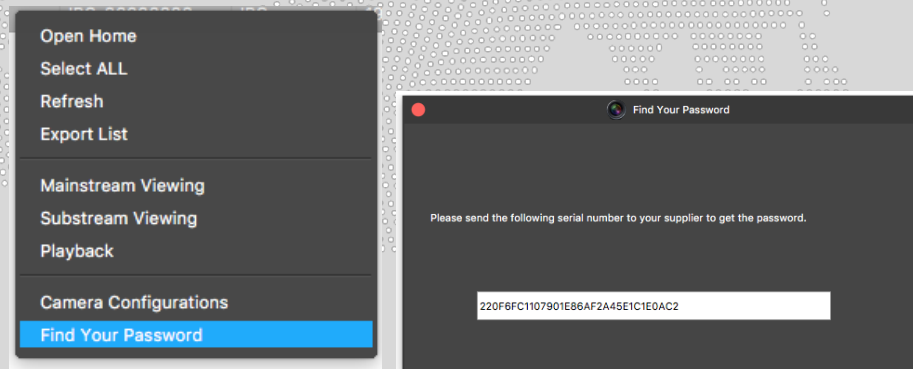 Open Home
Select ALL
Refresh
Export List
Mainstream Viewing
Substream Viewing
Playback
Camera Configurations
Find Your Password
Find Your Password
Please send the following serial number to your supplier to get the password.
220F6FC1107901E86AF2A45E1C1E0AC2